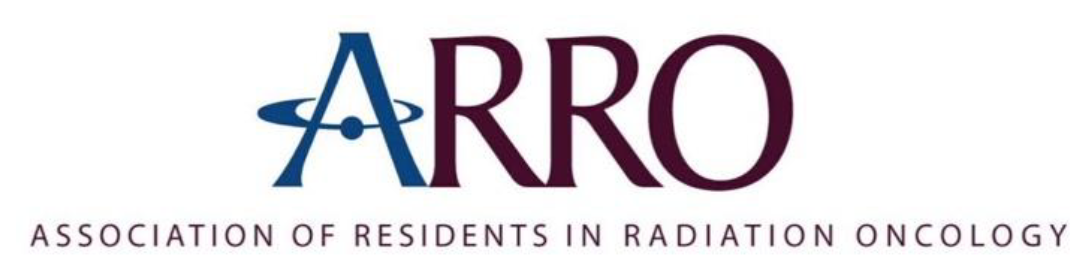 ARRO
ASSOCIATION OF RESIDENTS IN RADIATION ONCOLOGY